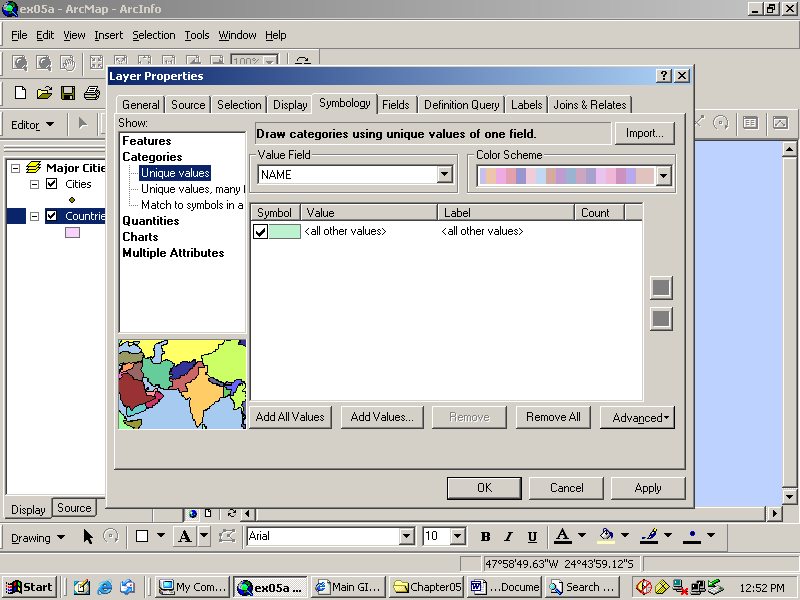 ex05a - ArcMap - ArcInfo
File Edit View Insert Selection Tools Window Help
100%
Layer Properties
General Source Selection Display Symbology Fields Definition Query Labels Joins & Relates
Editor
Show:
Features
Categories
Unique values
Unique values, many
Match to symbols in a
Quantities
Charts
Multiple Attributes
Draw categories using unique values of one field.
Import...
Value Field
NAME
Color Scheme
Symbol Value Label Count
<all other values> <all other values>
Major Citie
Cities
Countrie
Add All Values Add Values... Remove Remove All Advanced
OK Cancel Apply
Display Source
Drawing A Arial 10 B I U A
47°58'49.63"W 24°43'59.12"S
Start My Com... ex05a ... Main GI... Chapter05 ...Docume Search ... 12:52 PM